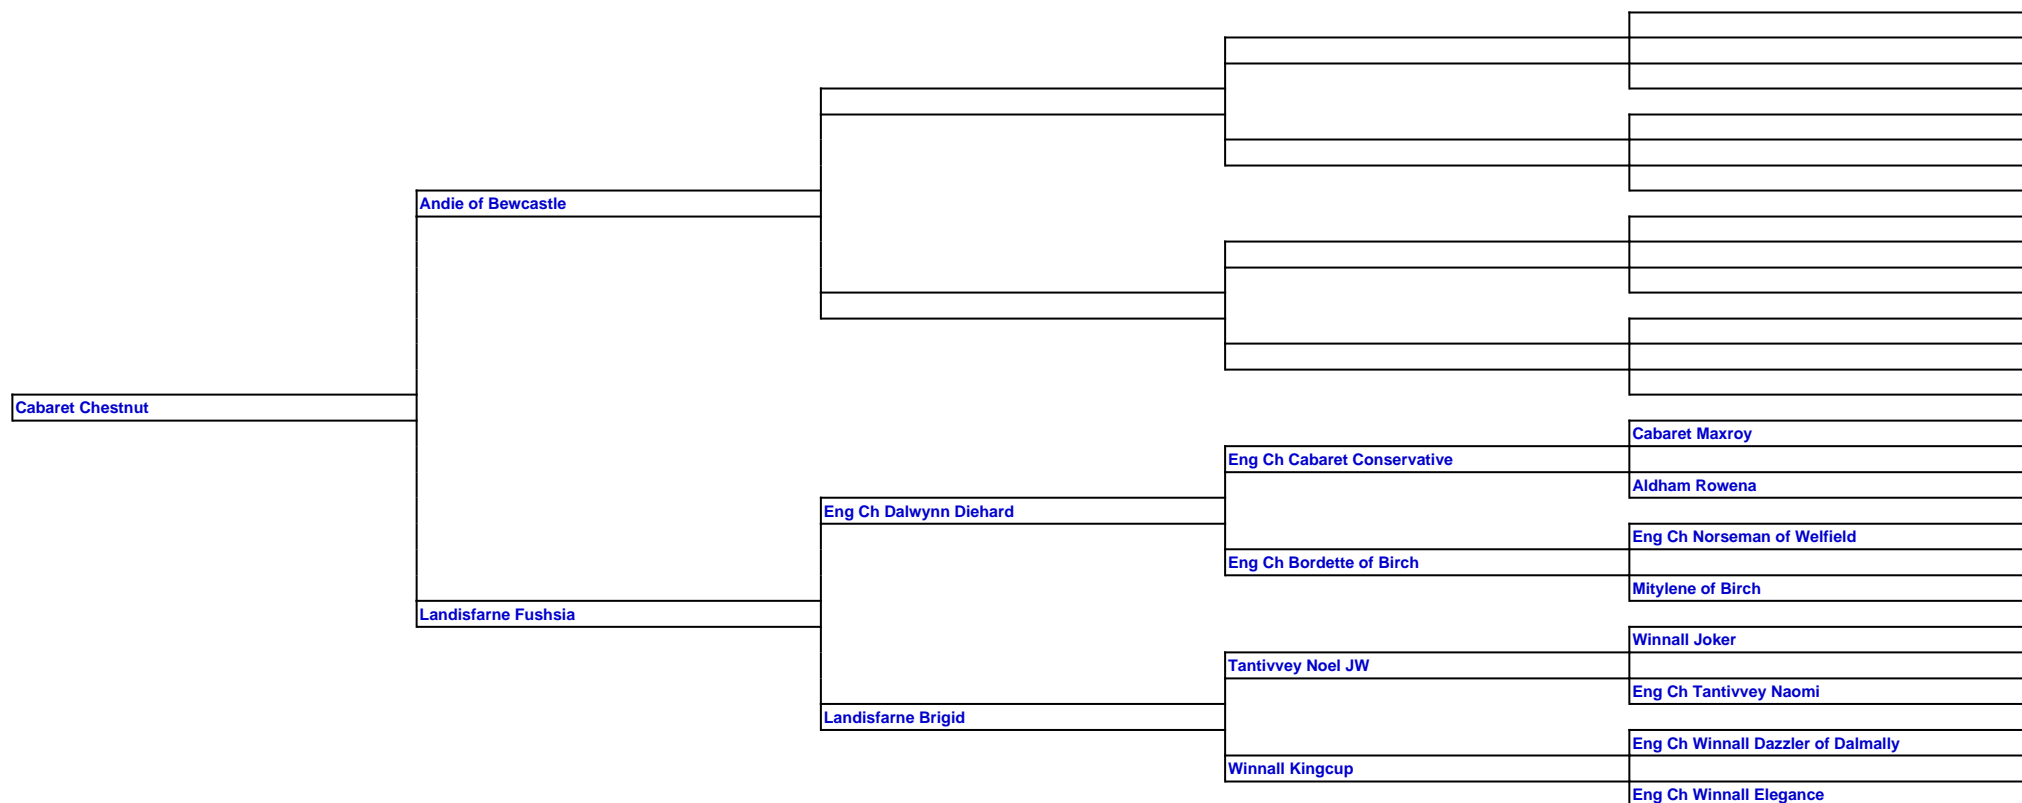 Andie of Bewcastle
Cabaret Chestnut
Cabaret Maxroy
Eng Ch Cabaret Conservative
Aldham Rowena
Eng Ch Dalwynn Diehard
Eng Ch Norseman of Welfield
Eng Ch Bordette of Birch
Mitylene of Birch
Landisfarne Fushsia
Winnall Joker
Tantivvey Noel JW
Eng Ch Tantivvey Naomi
Landisfarne Brigid
Eng Ch Winnall Dazzler of Dalmally
Winnall Kingcup
Eng Ch Winnall Elegance